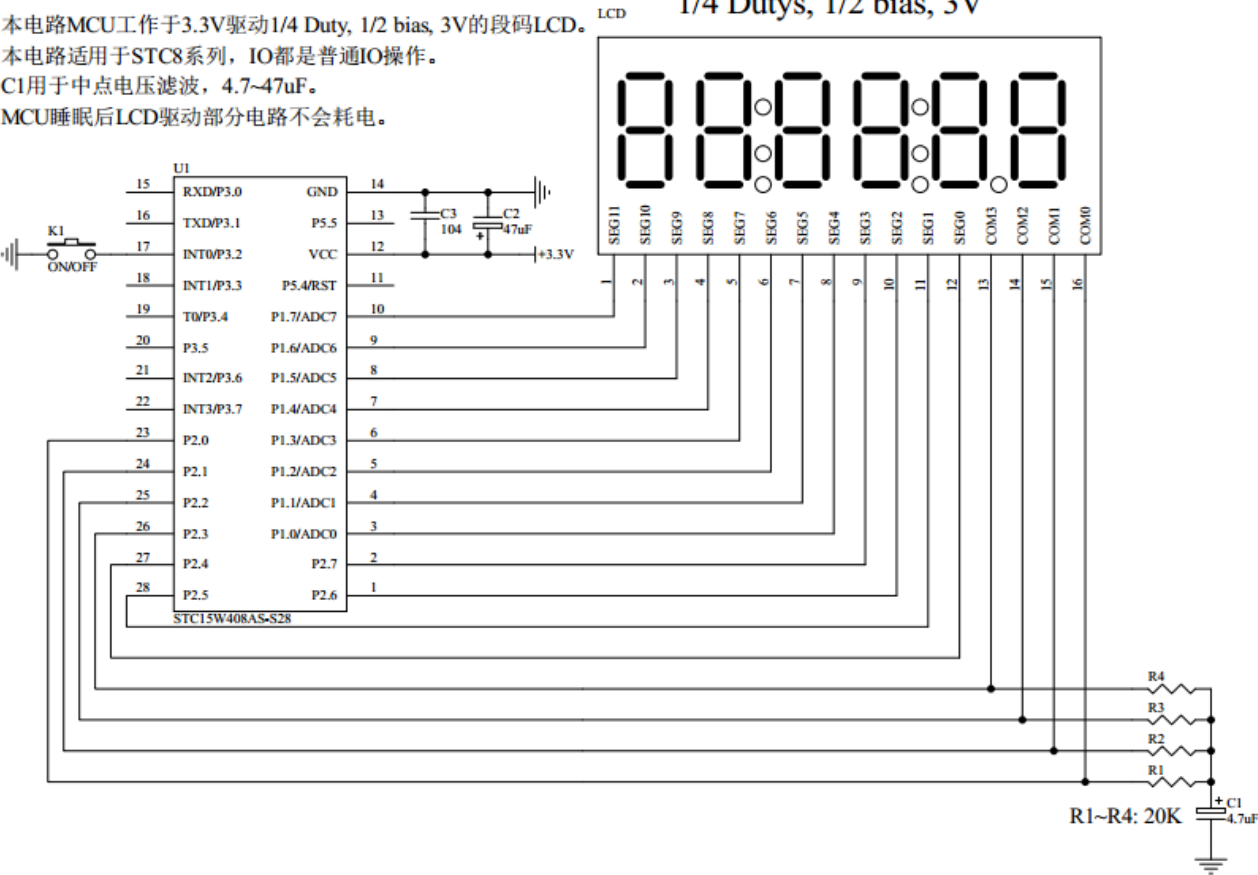 本电路MCU工作于3.3V驱动1/4 Duty, 1/2 bias, 3V的段码LCD。
本电路适用于STC8系列，IO都是普通IO操作。
C1用于中点电压滤波，4.7~47uF。
MCU睡眠后LCD驱动部分电路不会耗电。
LCD
1/4 Dutys, 1/2 bias, 3V
SEG11 SEG10 SEG9 SEG8 SEG7 SEG6 SEG5 SEG4 SEG3 SEG2 SEG1 SEG0 COM3 COM2 COM1 COM0
1 2 3 4 5 6 7 8 9 10 11 12 13 14 15 16
U1
15 RXD/P3.0 GND 14
16 TXD/P3.1 P5.5 13
17 INT0/P3.2 VCC 12
18 INT1/P3.3 P5.4/RST 11
19 T0/P3.4 P1.7/ADC7 10
20 P3.5 P1.6/ADC6 9
21 INT2/P3.6 P1.5/ADC5 8
22 INT3/P3.7 P1.4/ADC4 7
23 P2.0 P1.3/ADC3 6
24 P2.1 P1.2/ADC2 5
25 P2.2 P1.1/ADC1 4
26 P2.3 P1.0/ADC0 3
27 P2.4 P2.7 2
28 P2.5 P2.6 1
STC15W408AS-S28
K1
ON/OFF
C3
104
C2
47uF
+
+3.3V
R4
R3
R2
R1
R1~R4: 20K
+ C1
4.7uF